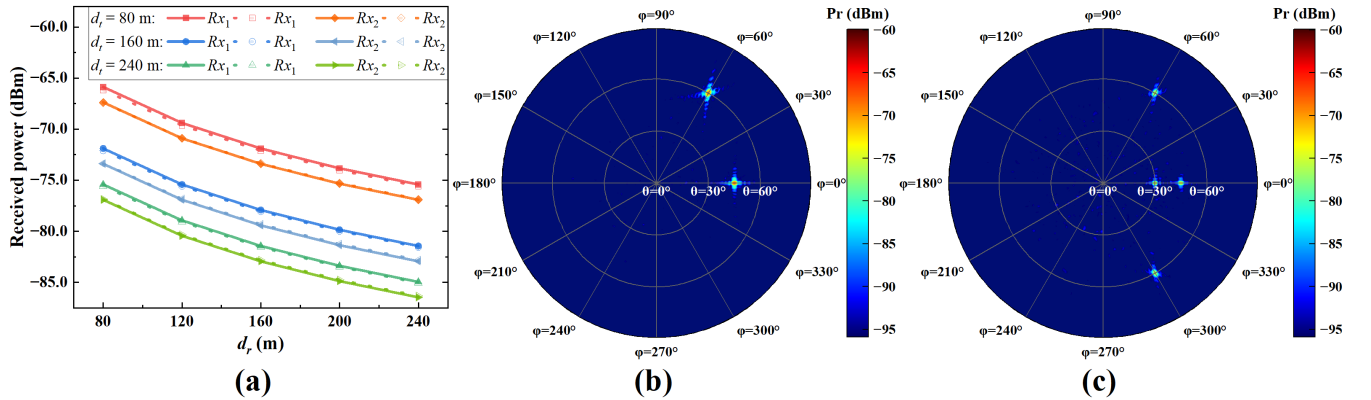 d_t = 80 m: Rx_1 Rx_1 Rx_2 Rx_2
d_t = 160 m: Rx_1 Rx_1 Rx_2 Rx_2
d_t = 240 m: Rx_1 Rx_1 Rx_2 Rx_2
Received power (dBm)
−60.0
−65.0
−70.0
−75.0
−80.0
−85.0
80 120 160 200 240
d_r (m)
(a)
φ=90°
φ=120° φ=60°
φ=150° φ=30°
φ=180° θ=0° θ=30° θ=60° φ=0°
φ=210° φ=330°
φ=240° φ=300°
φ=270°
Pr (dBm)
−60
−65
−70
−75
−80
−85
−90
−95
(b)
φ=90°
φ=120° φ=60°
φ=150° φ=30°
φ=180° θ=0° θ=30° θ=60° φ=0°
φ=210° φ=330°
φ=240° φ=300°
φ=270°
Pr (dBm)
−60
−65
−70
−75
−80
−85
−90
−95
(c)